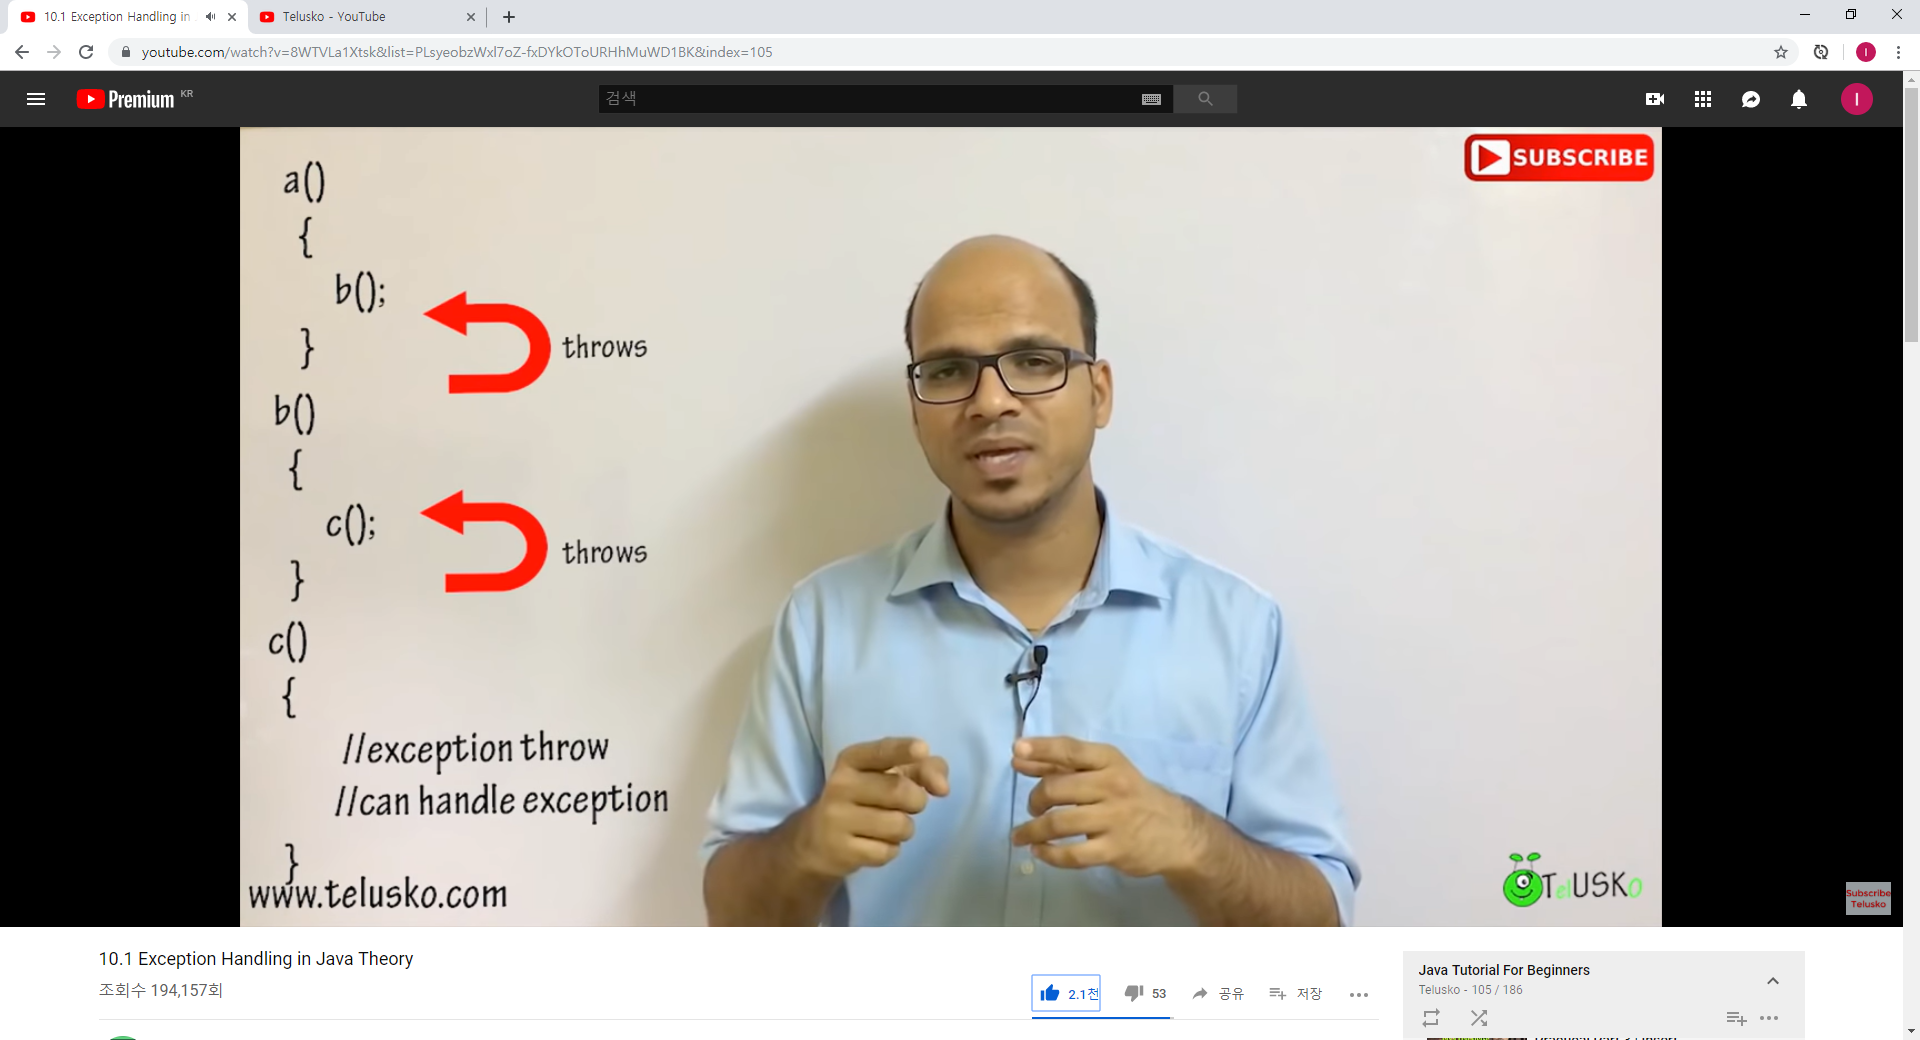 10.1 Exception Handling in
Telusko - YouTube
youtube.com/watch?v=8WTVLa1Xtsk&list=PLsyeobzWxl7oZ-fxDYkOToURHhMuWD1BK&index=105
I
Premium KR
검색
I
SUBSCRIBE
a()
{
b();
}
throws
b()
{
c();
}
throws
c()
{
//exception throw
//can handle exception
}
www.telusko.com
TelUSKO
Subscribe
Telusko
10.1 Exception Handling in Java Theory
조회수 194,157회
2.1천
53
공유
저장
Java Tutorial For Beginners
Telusko - 105 / 186